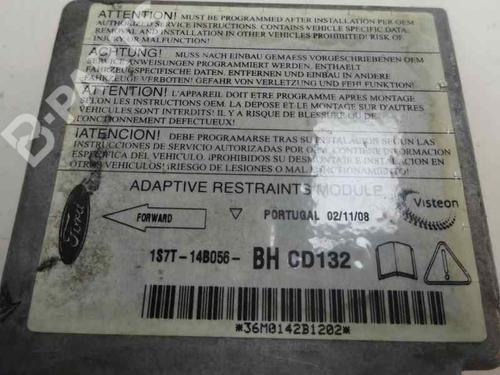 ATTENTION! MUST BE PROGRAMMED AFTER INSTALLATION PER OEM
AUTHORIZED SERVICE INSTRUCTIONS. CONTAINS VEHICLE SPECIFIC DATA,
REMOVAL AND INSTALLATION IN OTHER VEHICLES PROHIBITED! RISK OF
INJURY OR MALFUNCTION!
ACHTUNG! MUSS NACH EINBAU GEMAESS VORGESCHRIEBENEN OEM
SERVICE ANWEISUNGEN PROGRAMMIERT WERDEN. ENTHAELT
FAHRZEUGSPEZIFISCHE DATEN, ENTFERNEN UND EINBAU IN ANDERE
FAHRZEUGE VERBOTEN! GEFAHR VON VERLETZUNG UND FEHLFUNKTION!
ATTENTION! L'APPAREIL DOIT ETRE PROGRAMME APRES MONTAGE
SELON LES INSTRUCTIONS OEM. LA DEPOSE ET LE MONTAGE SUR D'AUTRES
VEHICULES SONT INTERDITS! IL Y A RISQUE DE BLESSURE OU DE
FONCTIONNEMENT DEFECTUEUX!
¡ATENCION! DEBE PROGRAMARSE TRAS SU INSTALACION SEGUN LAS
INSTRUCCIONES DE SERVICIO AUTORIZADAS POR OEM CONTIENE INFORMACION
ESPECIFICA DEL VEHICULO. ¡PROHIBIDO SU DESMONTAJE E INSTALACION EN
OTROS VEHICULOS! ¡RIESGO DE LESIONES O MAL FUNCIONAMIENTO!
ADAPTIVE RESTRAINTS MODULE
Ford
FORWARD
PORTUGAL 02/11/08
Visteon
1S7T-14B056- BH CD132
*36M0142B1202*